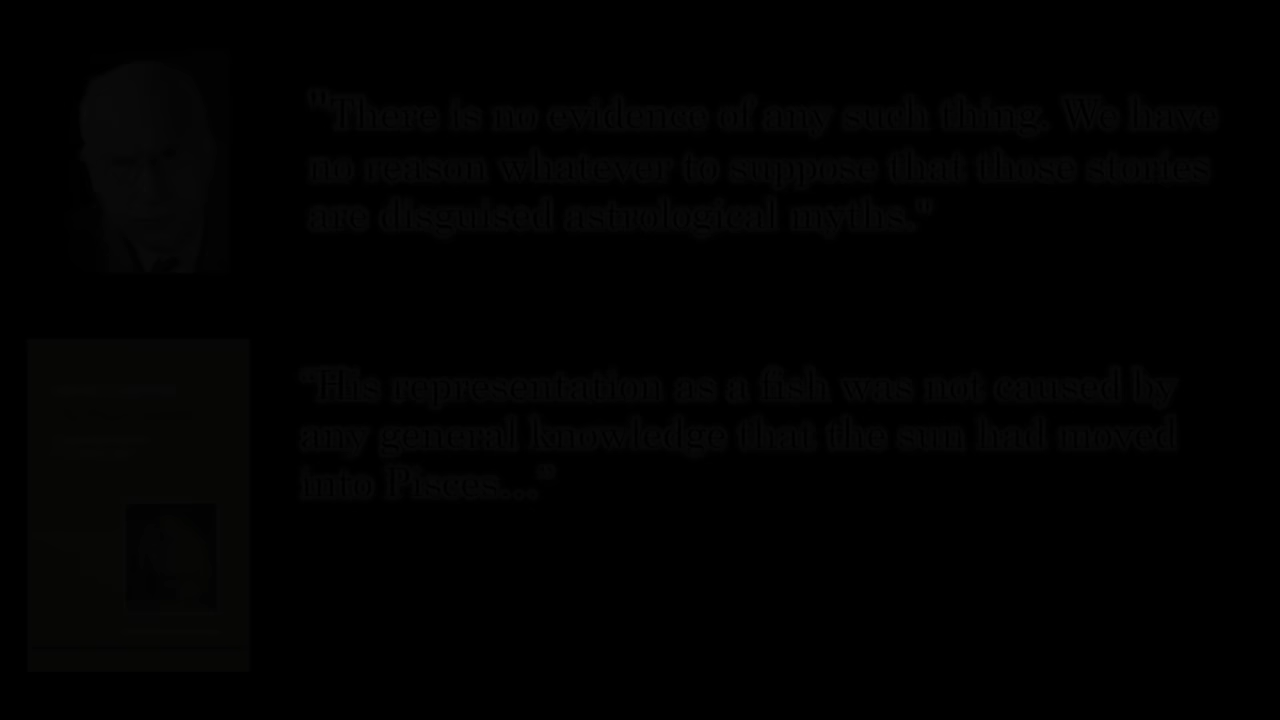 "There is no evidence of any such thing. We have
no reason whatever to suppose that those stories
are disguised astrological myths."
"His representation as a fish was not caused by
any general knowledge that the sun had moved
into Pisces..."